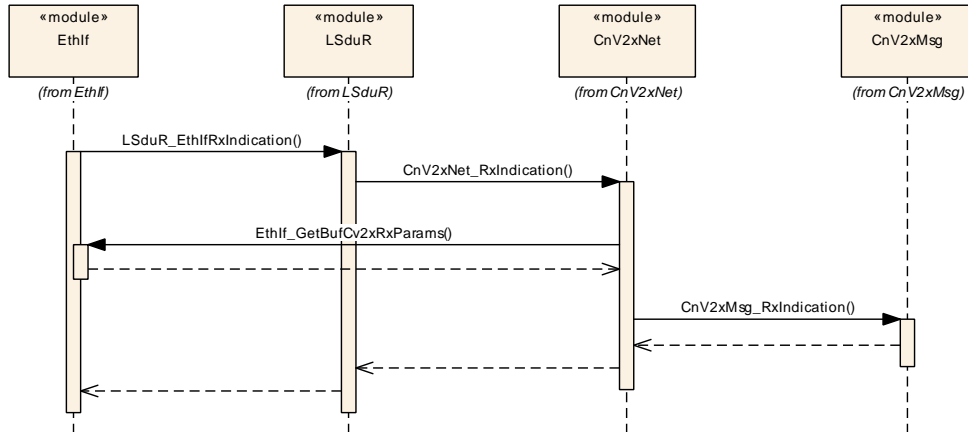 «module»
EthIf
«module»
LSduR
«module»
CnV2xNet
«module»
CnV2xMsg
(from EthIf)
(from LSduR)
(from CnV2xNet)
(from CnV2xMsg)
LSduR_EthIfRxIndication()
CnV2xNet_RxIndication()
EthIf_GetBufCv2xRxParams()
CnV2xMsg_RxIndication()